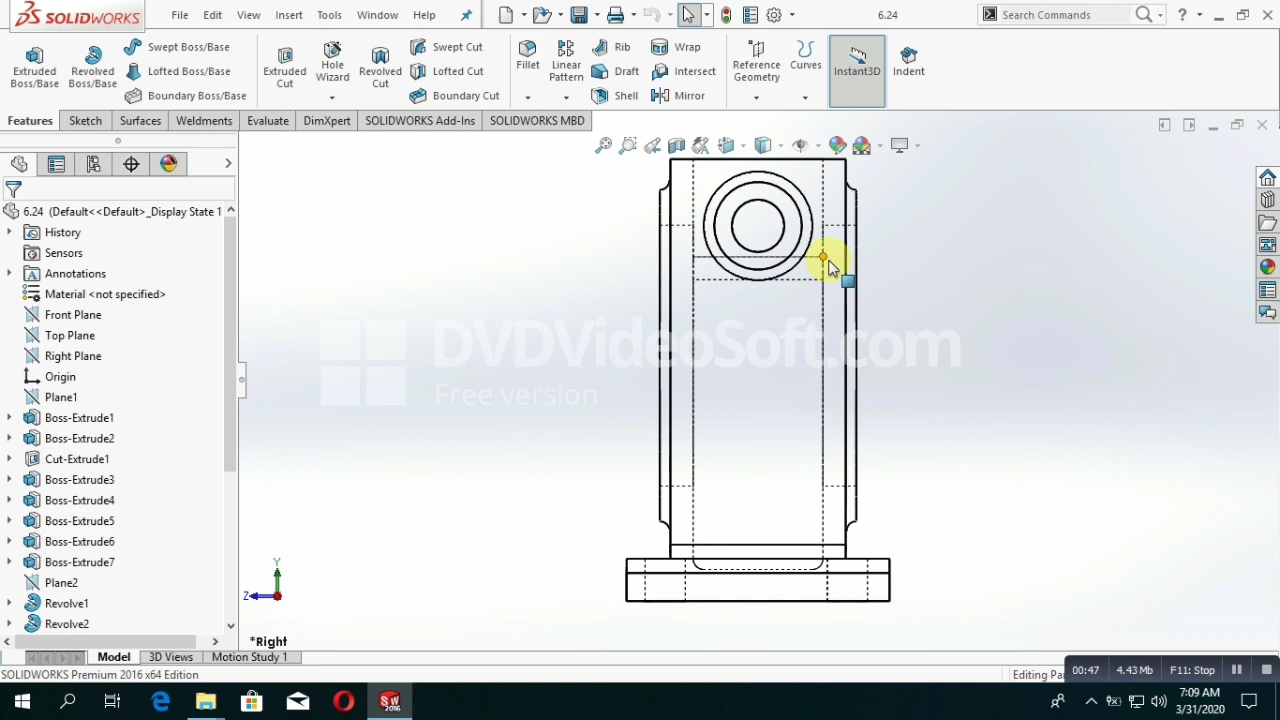 SOLIDWORKS File Edit View Insert Tools Window Help 6.24 Search Commands ?
Extruded Boss/Base
Revolved Boss/Base
Swept Boss/Base
Lofted Boss/Base
Boundary Boss/Base
Extruded Cut
Hole Wizard
Revolved Cut
Swept Cut
Lofted Cut
Boundary Cut
Fillet
Linear Pattern
Rib
Draft
Shell
Wrap
Intersect
Mirror
Reference Geometry
Curves
Instant3D
Indent
Features Sketch Surfaces Weldments Evaluate DimXpert SOLIDWORKS Add-Ins SOLIDWORKS MBD
6.24 (Default<<Default>_Display State 1
History
Sensors
Annotations
Material <not specified>
Front Plane
Top Plane
Right Plane
Origin
Plane1
Boss-Extrude1
Boss-Extrude2
Cut-Extrude1
Boss-Extrude3
Boss-Extrude4
Boss-Extrude5
Boss-Extrude6
Boss-Extrude7
Plane2
Revolve1
Revolve2
DVDVideoSoft.com
Free version
Y
Z
*Right
Model 3D Views Motion Study 1
SOLIDWORKS Premium 2016 x64 Edition
Editing Pa
00:47 4.43 Mb F11: Stop
SW 2016
7:09 AM
3/31/2020